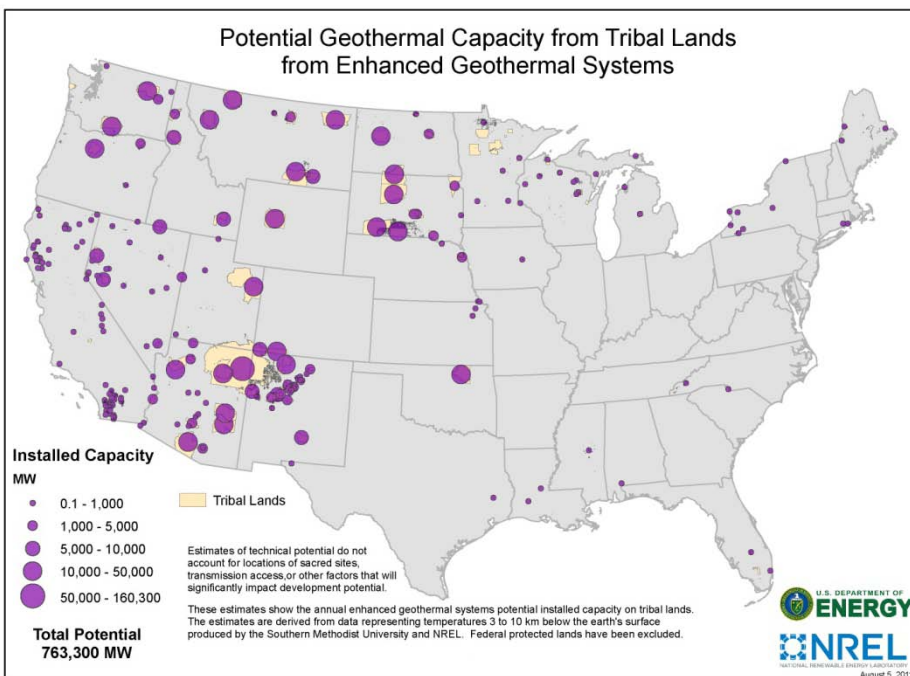 Potential Geothermal Capacity from Tribal Lands
from Enhanced Geothermal Systems
Installed Capacity
MW
0.1 - 1,000
1,000 - 5,000
5,000 - 10,000
10,000 - 50,000
50,000 - 160,300
Total Potential
763,300 MW
Tribal Lands
Estimates of technical potential do not
account for locations of sacred sites,
transmission access,or other factors that will
significantly impact development potential.
These estimates show the annual enhanced geothermal systems potential installed capacity on tribal lands.
The estimates are derived from data representing temperatures 3 to 10 km below the earth's surface
produced by the Southern Methodist University and NREL. Federal protected lands have been excluded.
U.S. DEPARTMENT OF
ENERGY
NREL
NATIONAL RENEWABLE ENERGY LABORATORY
August 5,